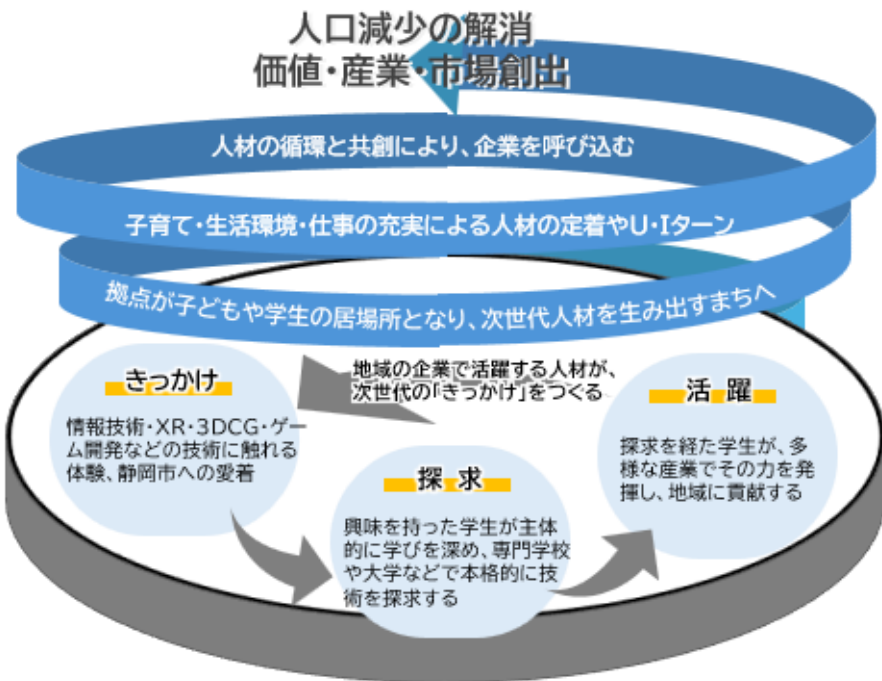 人口減少の解消
価値・産業・市場創出
人材の循環と共創により、企業を呼び込む
子育て・生活環境・仕事の充実による人材の定着やU・Iターン
拠点が子どもや学生の居場所となり、次世代人材を生み出すまちへ
地域の企業で活躍する人材が、
次世代の「きっかけ」をつくる
きっかけ
情報技術・XR・3DCG・ゲー
ム開発などの技術に触れる
体験、静岡市への愛着
探 求
興味を持った学生が主体
的に学びを深め、専門学校
や大学などで本格的に技
術を探求する
活 躍
探求を経た学生が、多
様な産業でその力を発
揮し、地域に貢献する